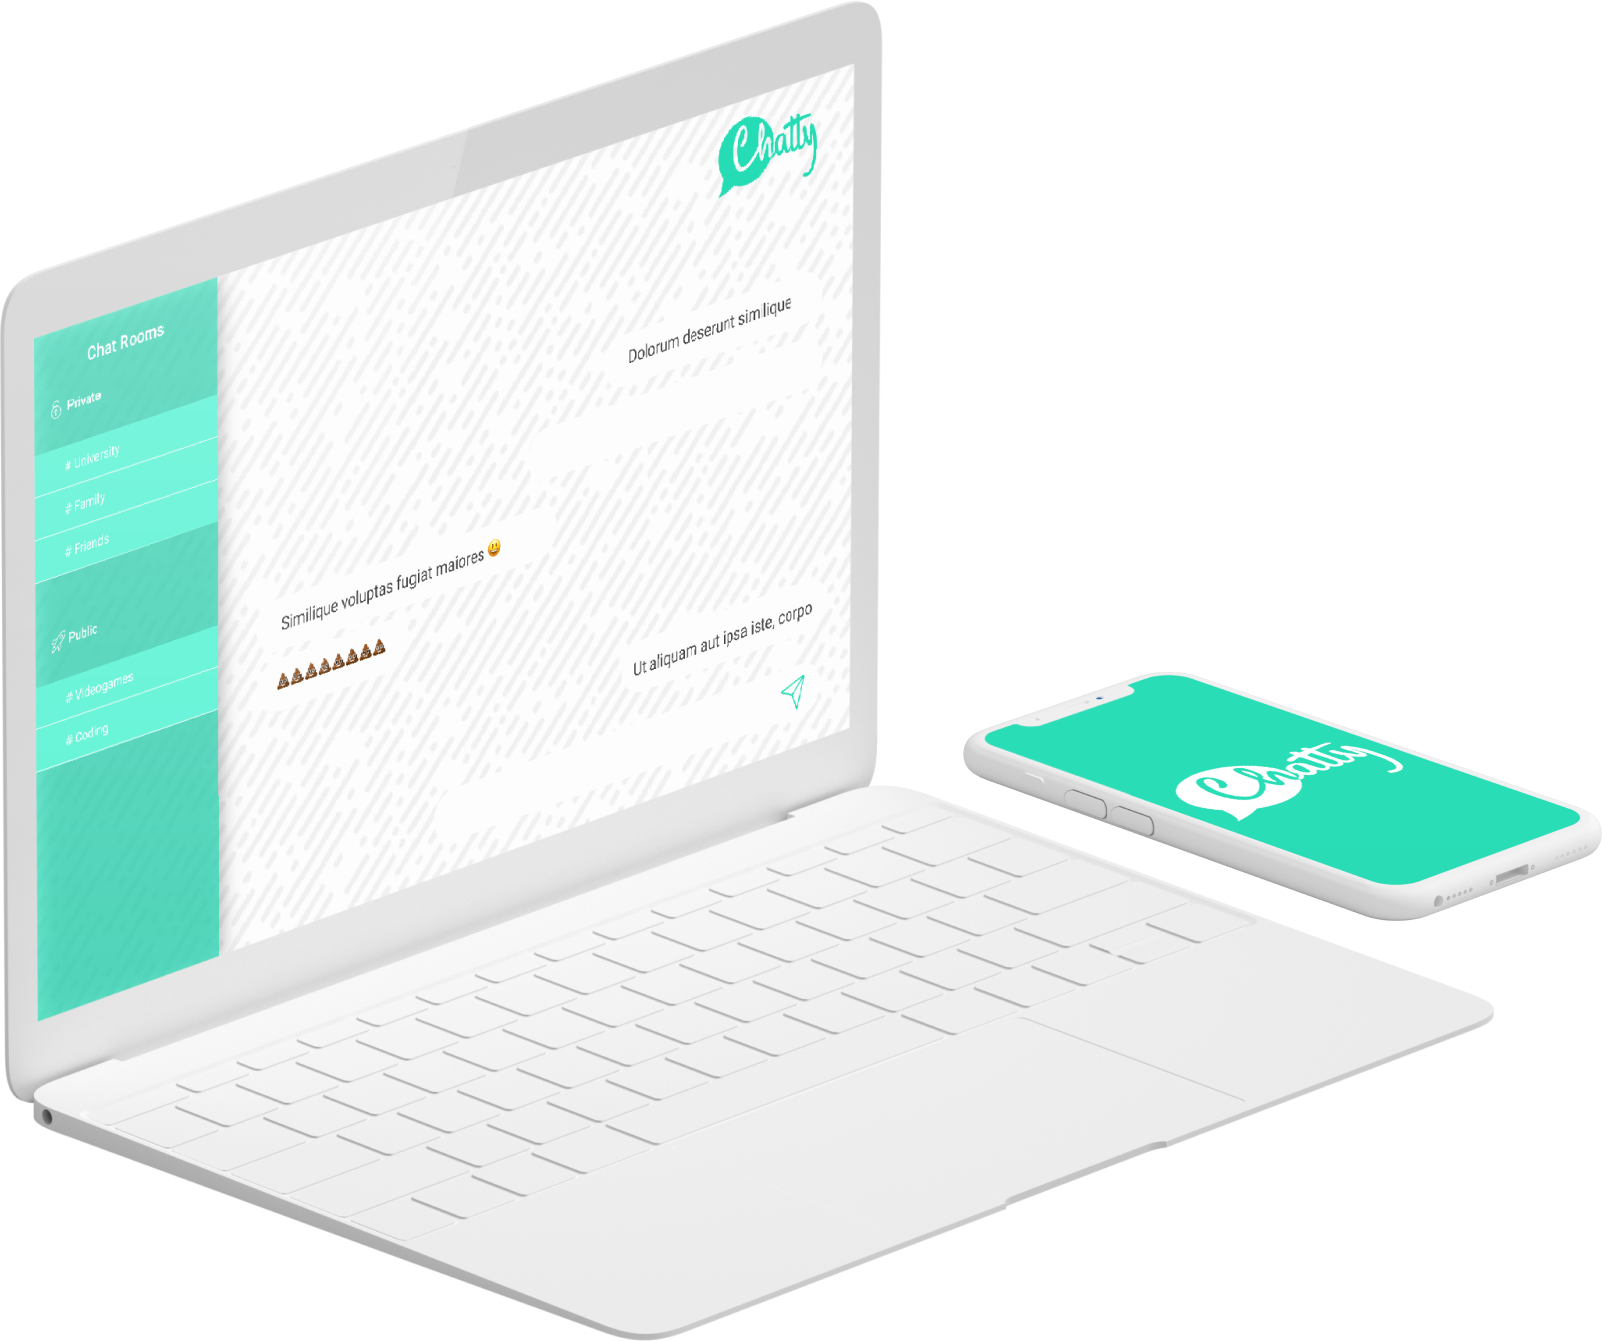 Chatty
Chat Rooms
Private
# University
# Family
# Friends
Public
# Videogames
# Coding
Dolorum deserunt similique
Similique voluptas fugiat maiores 😃
💩💩💩💩💩💩💩💩
Ut aliquam aut ipsa iste, corpo
Chatty